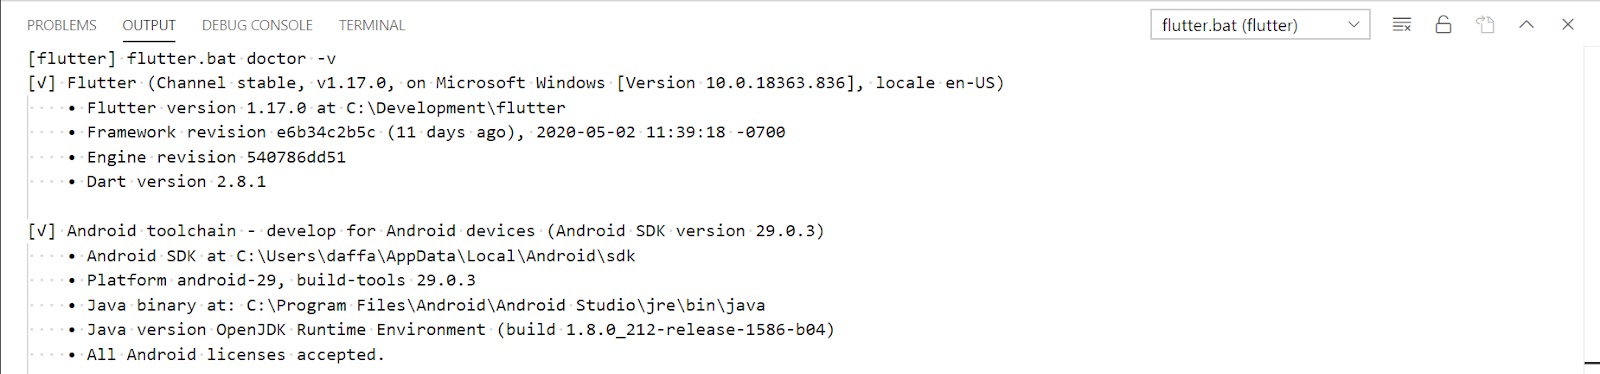 PROBLEMS OUTPUT DEBUG CONSOLE TERMINAL flutter.bat (flutter)
[flutter] flutter.bat doctor -v
[√] Flutter (Channel stable, v1.17.0, on Microsoft Windows [Version 10.0.18363.836], locale en-US)
• Flutter version 1.17.0 at C:\Development\flutter
• Framework revision e6b34c2b5c (11 days ago), 2020-05-02 11:39:18 -0700
• Engine revision 540786dd51
• Dart version 2.8.1
[√] Android toolchain - develop for Android devices (Android SDK version 29.0.3)
• Android SDK at C:\Users\daffa\AppData\Local\Android\sdk
• Platform android-29, build-tools 29.0.3
• Java binary at: C:\Program Files\Android\Android Studio\jre\bin\java
• Java version OpenJDK Runtime Environment (build 1.8.0_212-release-1586-b04)
• All Android licenses accepted.